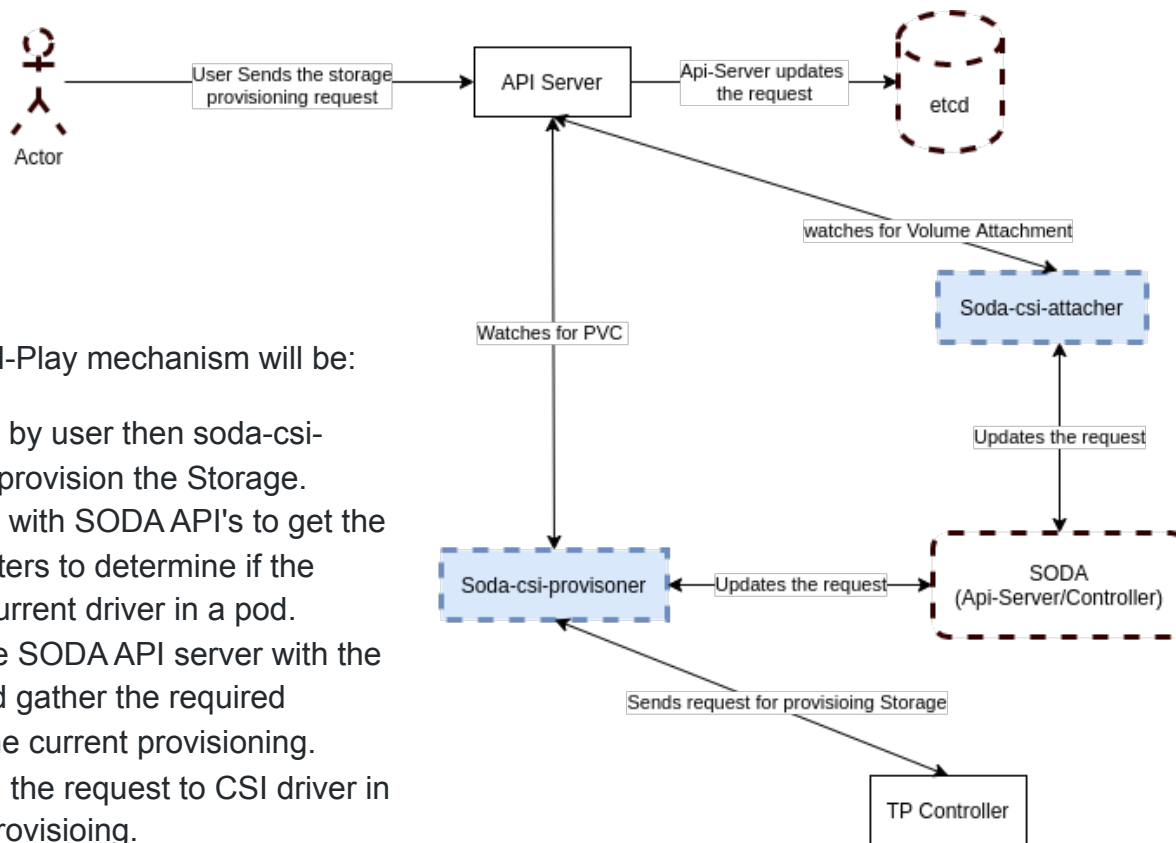 User Sends the storage
provisioning request
API Server
Api-Server updates
the request
etcd
Actor
watches for Volume Attachment
Soda-csi-attacher
Watches for PVC
l-Play mechanism will be:
by user then soda-csi-
provision the Storage.
with SODA API's to get the
ters to determine if the
urrent driver in a pod.
e SODA API server with the
d gather the required
ne current provisioning.
the request to CSI driver in
rovisioing.
Updates the request
Soda-csi-provisoner
Updates the request
SODA
(Api-Server/Controller)
Sends request for provisioing Storage
TP Controller